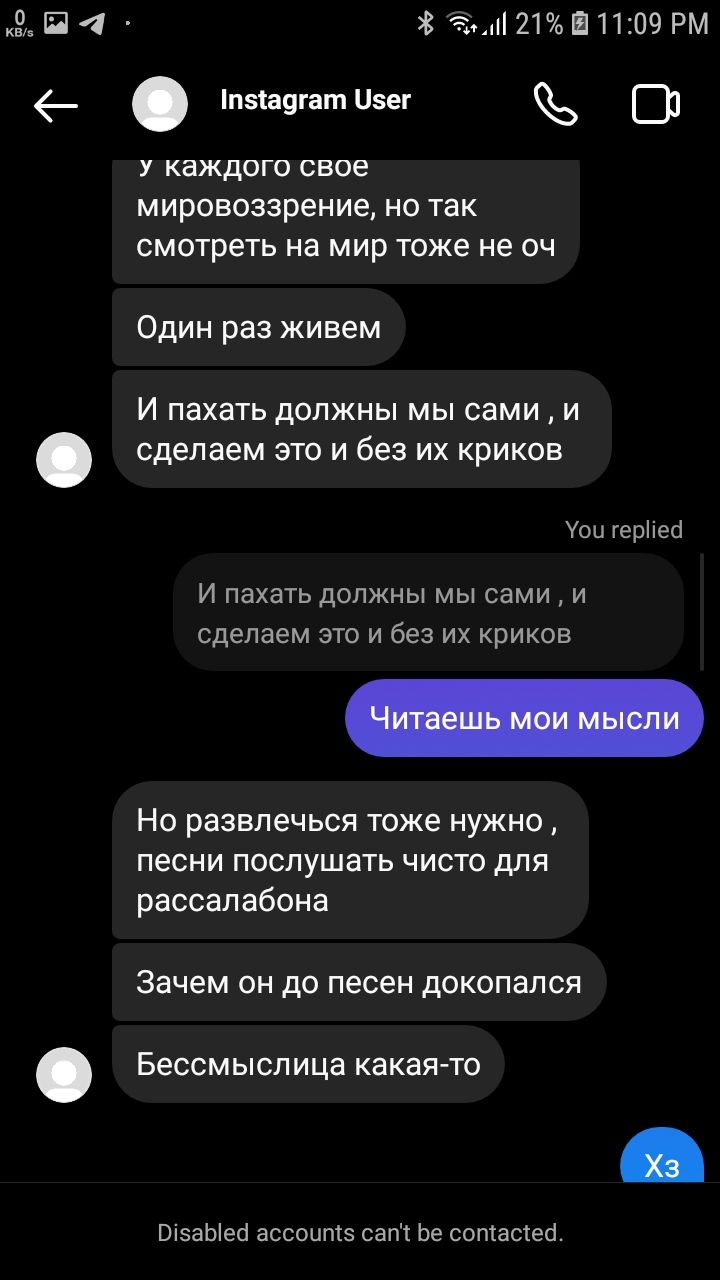 0
KB/s
21%
11:09 PM
Instagram User
У каждого свое
мировоззрение, но так
смотреть на мир тоже не оч
Один раз живем
И пахать должны мы сами , и
сделаем это и без их криков
You replied
И пахать должны мы сами , и
сделаем это и без их криков
Читаешь мои мысли
Но развлечься тоже нужно ,
песни послушать чисто для
рассалабона
Зачем он до песен докопался
Бессмыслица какая-то
Хз
Disabled accounts can't be contacted.